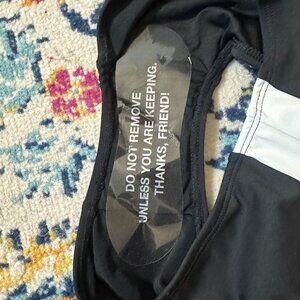 DO NOT REMOVE
UNLESS YOU ARE KEEPING.
THANKS, FRIEND!